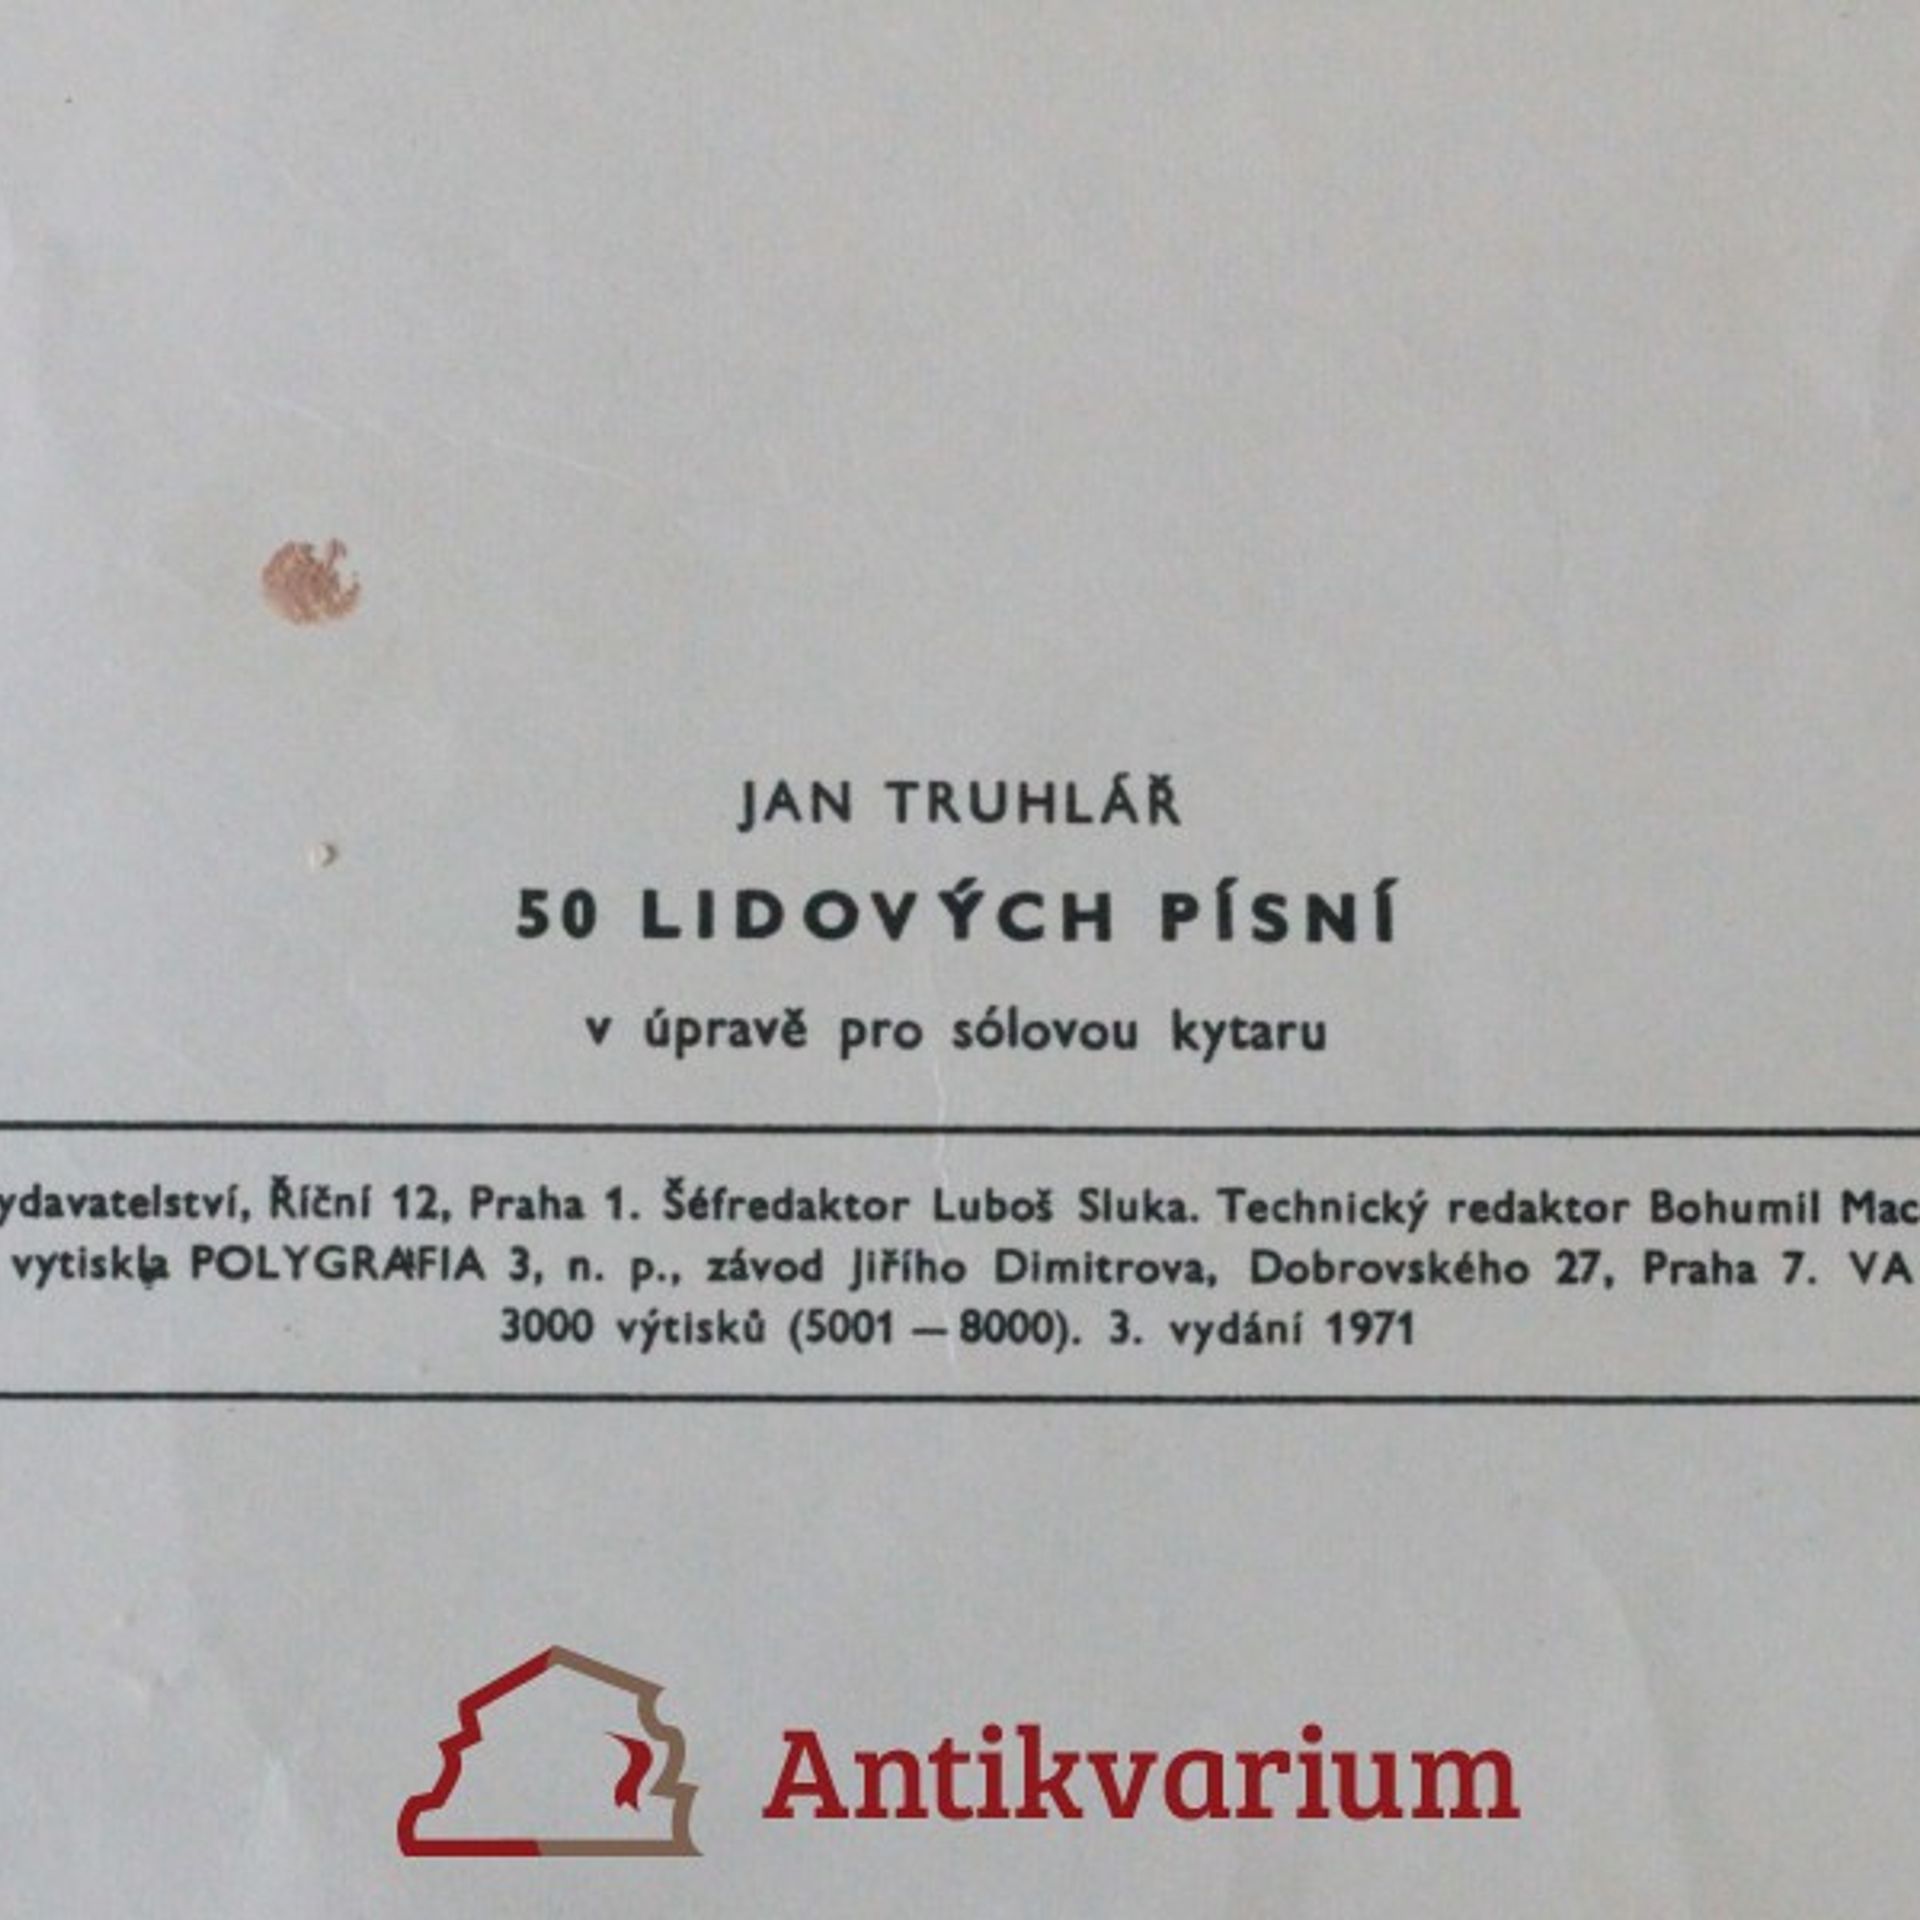 JAN TRUHLÁŘ
50 LIDOVÝCH PÍSNÍ
v úpravě pro sólovou kytaru
ydavatelství, Říční 12, Praha 1. Šéfredaktor Luboš Sluka. Technický redaktor Bohumil Mac
vytiskla POLYGRAFIA 3, n. p., závod Jiřího Dimitrova, Dobrovského 27, Praha 7. VA
3000 výtisků (5001 — 8000). 3. vydání 1971
Antikvarium